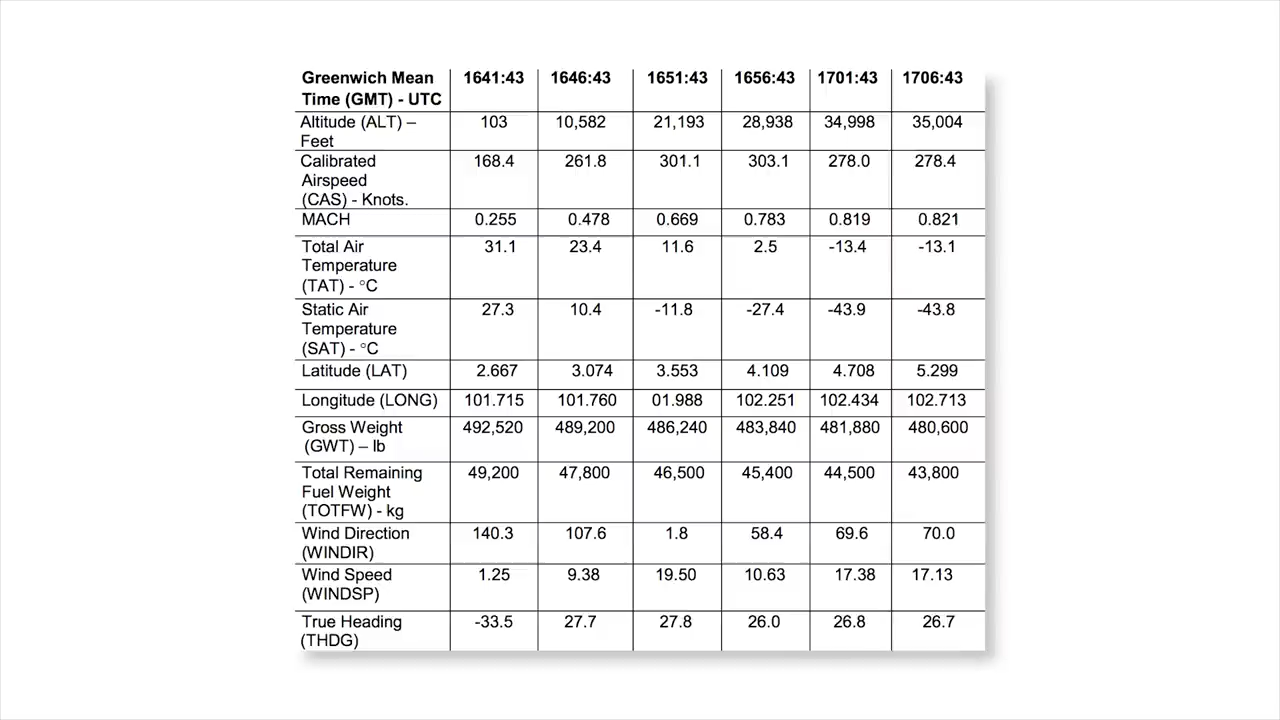 Greenwich Mean 1641:43 1646:43 1651:43 1656:43 1701:43 1706:43
Time (GMT) - UTC
Altitude (ALT) – 103 10,582 21,193 28,938 34,998 35,004
Feet
Calibrated 168.4 261.8 301.1 303.1 278.0 278.4
Airspeed
(CAS) - Knots.
MACH 0.255 0.478 0.669 0.783 0.819 0.821
Total Air 31.1 23.4 11.6 2.5 -13.4 -13.1
Temperature
(TAT) - °C
Static Air 27.3 10.4 -11.8 -27.4 -43.9 -43.8
Temperature
(SAT) - °C
Latitude (LAT) 2.667 3.074 3.553 4.109 4.708 5.299
Longitude (LONG) 101.715 101.760 01.988 102.251 102.434 102.713
Gross Weight 492,520 489,200 486,240 483,840 481,880 480,600
(GWT) – lb
Total Remaining 49,200 47,800 46,500 45,400 44,500 43,800
Fuel Weight
(TOTFW) - kg
Wind Direction 140.3 107.6 1.8 58.4 69.6 70.0
(WINDIR)
Wind Speed 1.25 9.38 19.50 10.63 17.38 17.13
(WINDSP)
True Heading -33.5 27.7 27.8 26.0 26.8 26.7
(THDG)